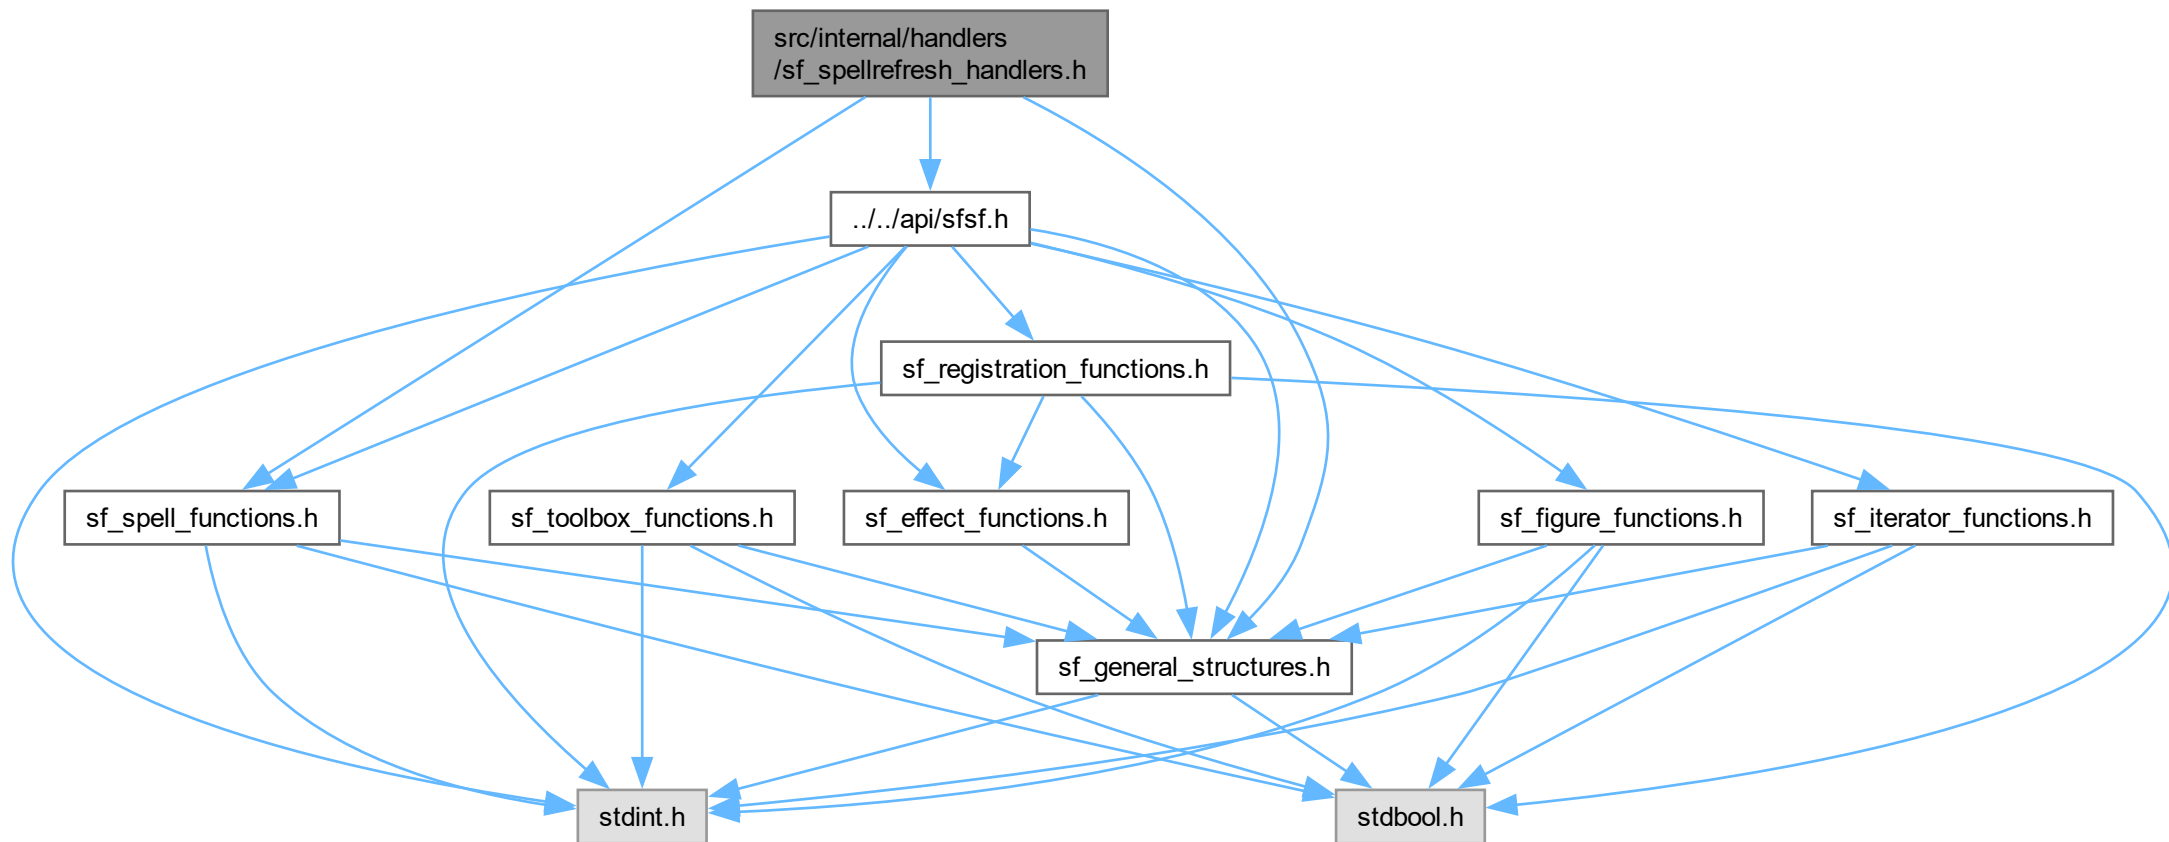 src/internal/handlers
/sf_spellrefresh_handlers.h
../../api/sfsf.h
sf_registration_functions.h
sf_spell_functions.h
sf_toolbox_functions.h
sf_effect_functions.h
sf_figure_functions.h
sf_iterator_functions.h
sf_general_structures.h
stdint.h
stdbool.h